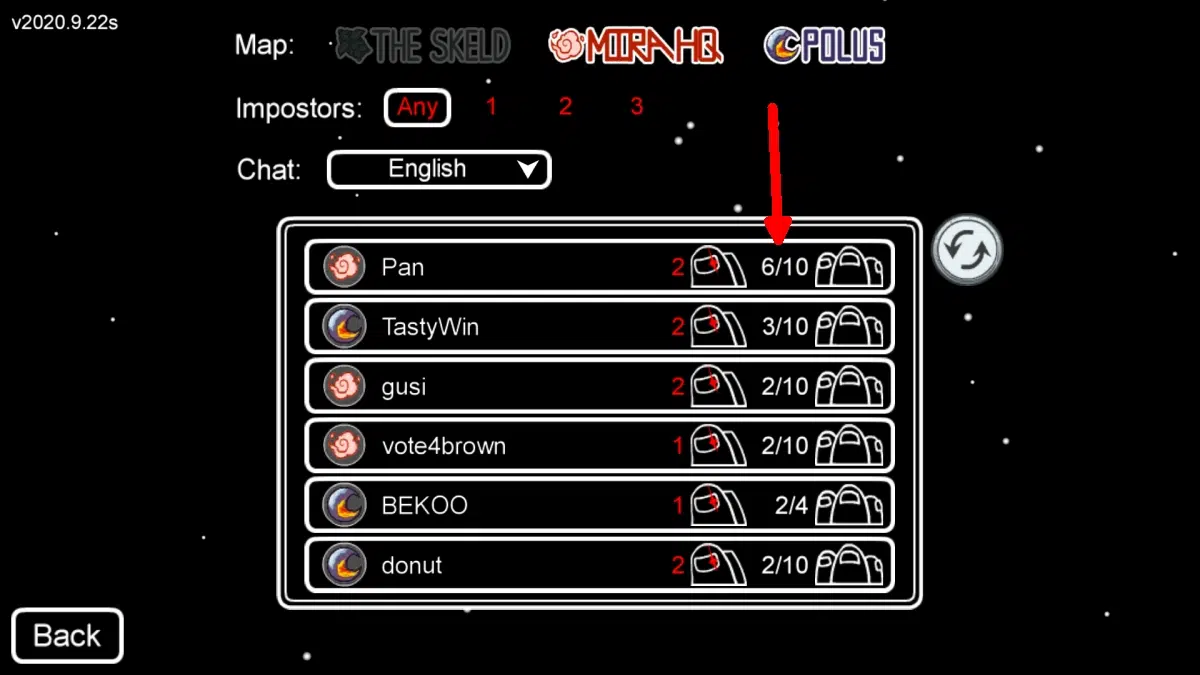 v2020.9.22s
Map: THE SKELD MIRA HQ POLUS
Impostors: Any 1 2 3
Chat: English
Pan 2 6/10
TastyWin 2 3/10
gusi 2 2/10
vote4brown 1 2/10
BEKOO 1 2/4
donut 2 2/10
Back